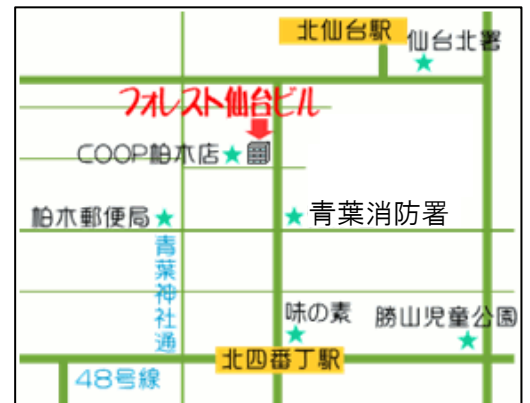 北仙台駅
仙台北署
フォレスト仙台ビル
COOP柏木店
柏木郵便局
青葉消防署
青葉神社通
味の素
勝山児童公園
北四番丁駅
48号線